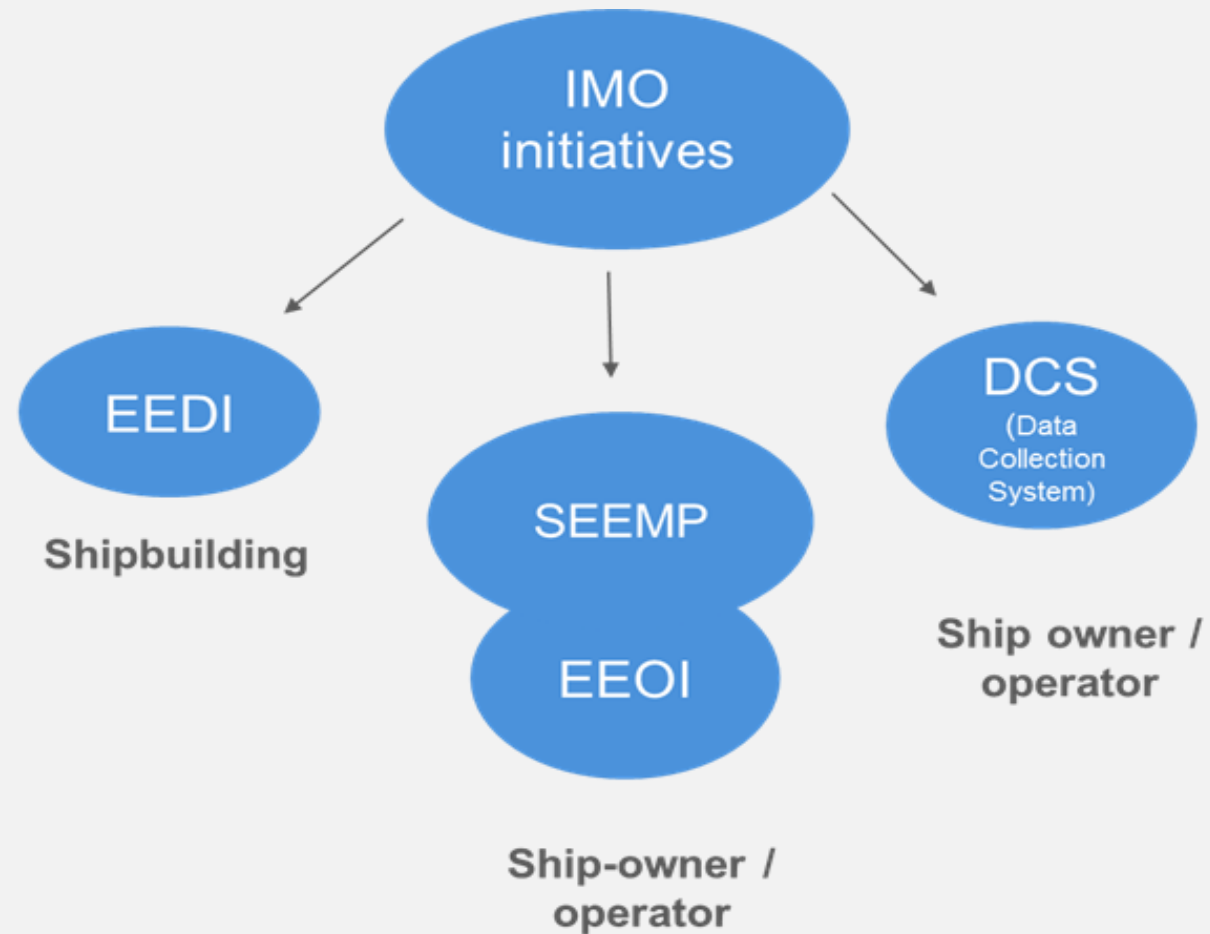 IMO
initiatives
EEDI
Shipbuilding
SEEMP
EEOI
Ship-owner /
operator
DCS
(Data
Collection
System)
Ship owner /
operator